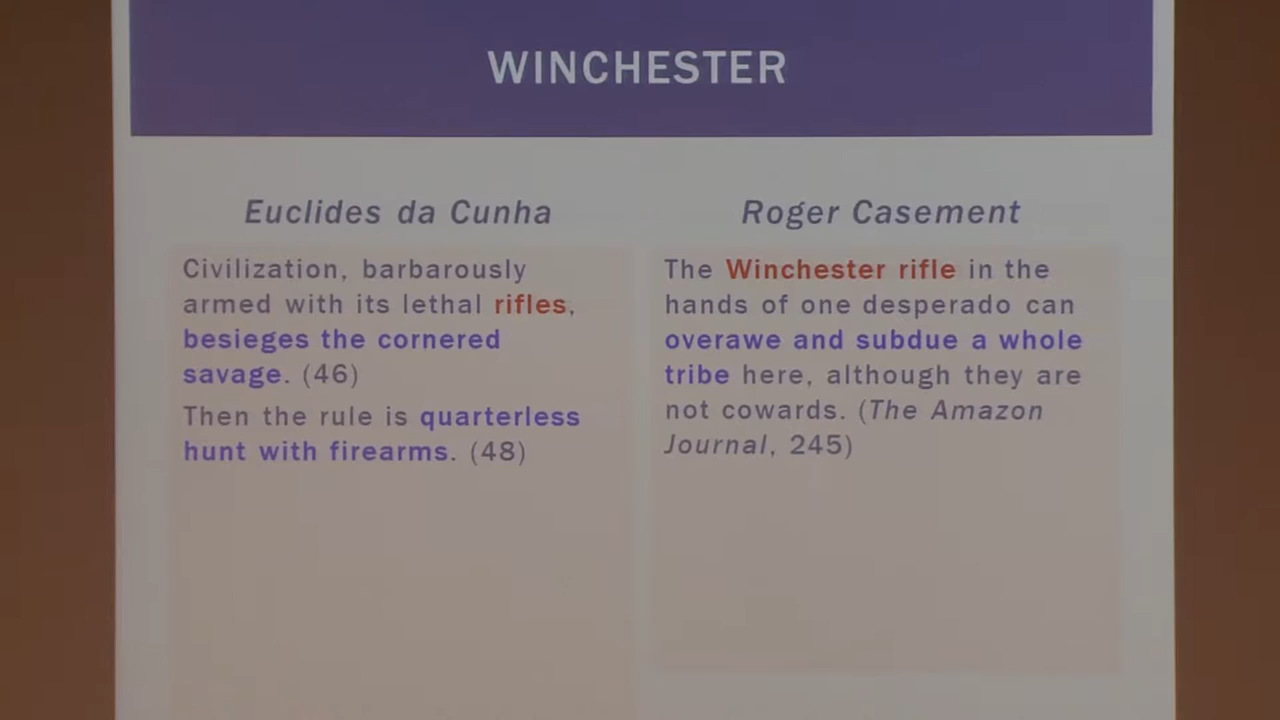 WINCHESTER
Euclides da Cunha
Civilization, barbarously
armed with its lethal rifles,
besieges the cornered
savage. (46)
Then the rule is quarterless
hunt with firearms. (48)
Roger Casement
The Winchester rifle in the
hands of one desperado can
overawe and subdue a whole
tribe here, although they are
not cowards. (The Amazon
Journal, 245)